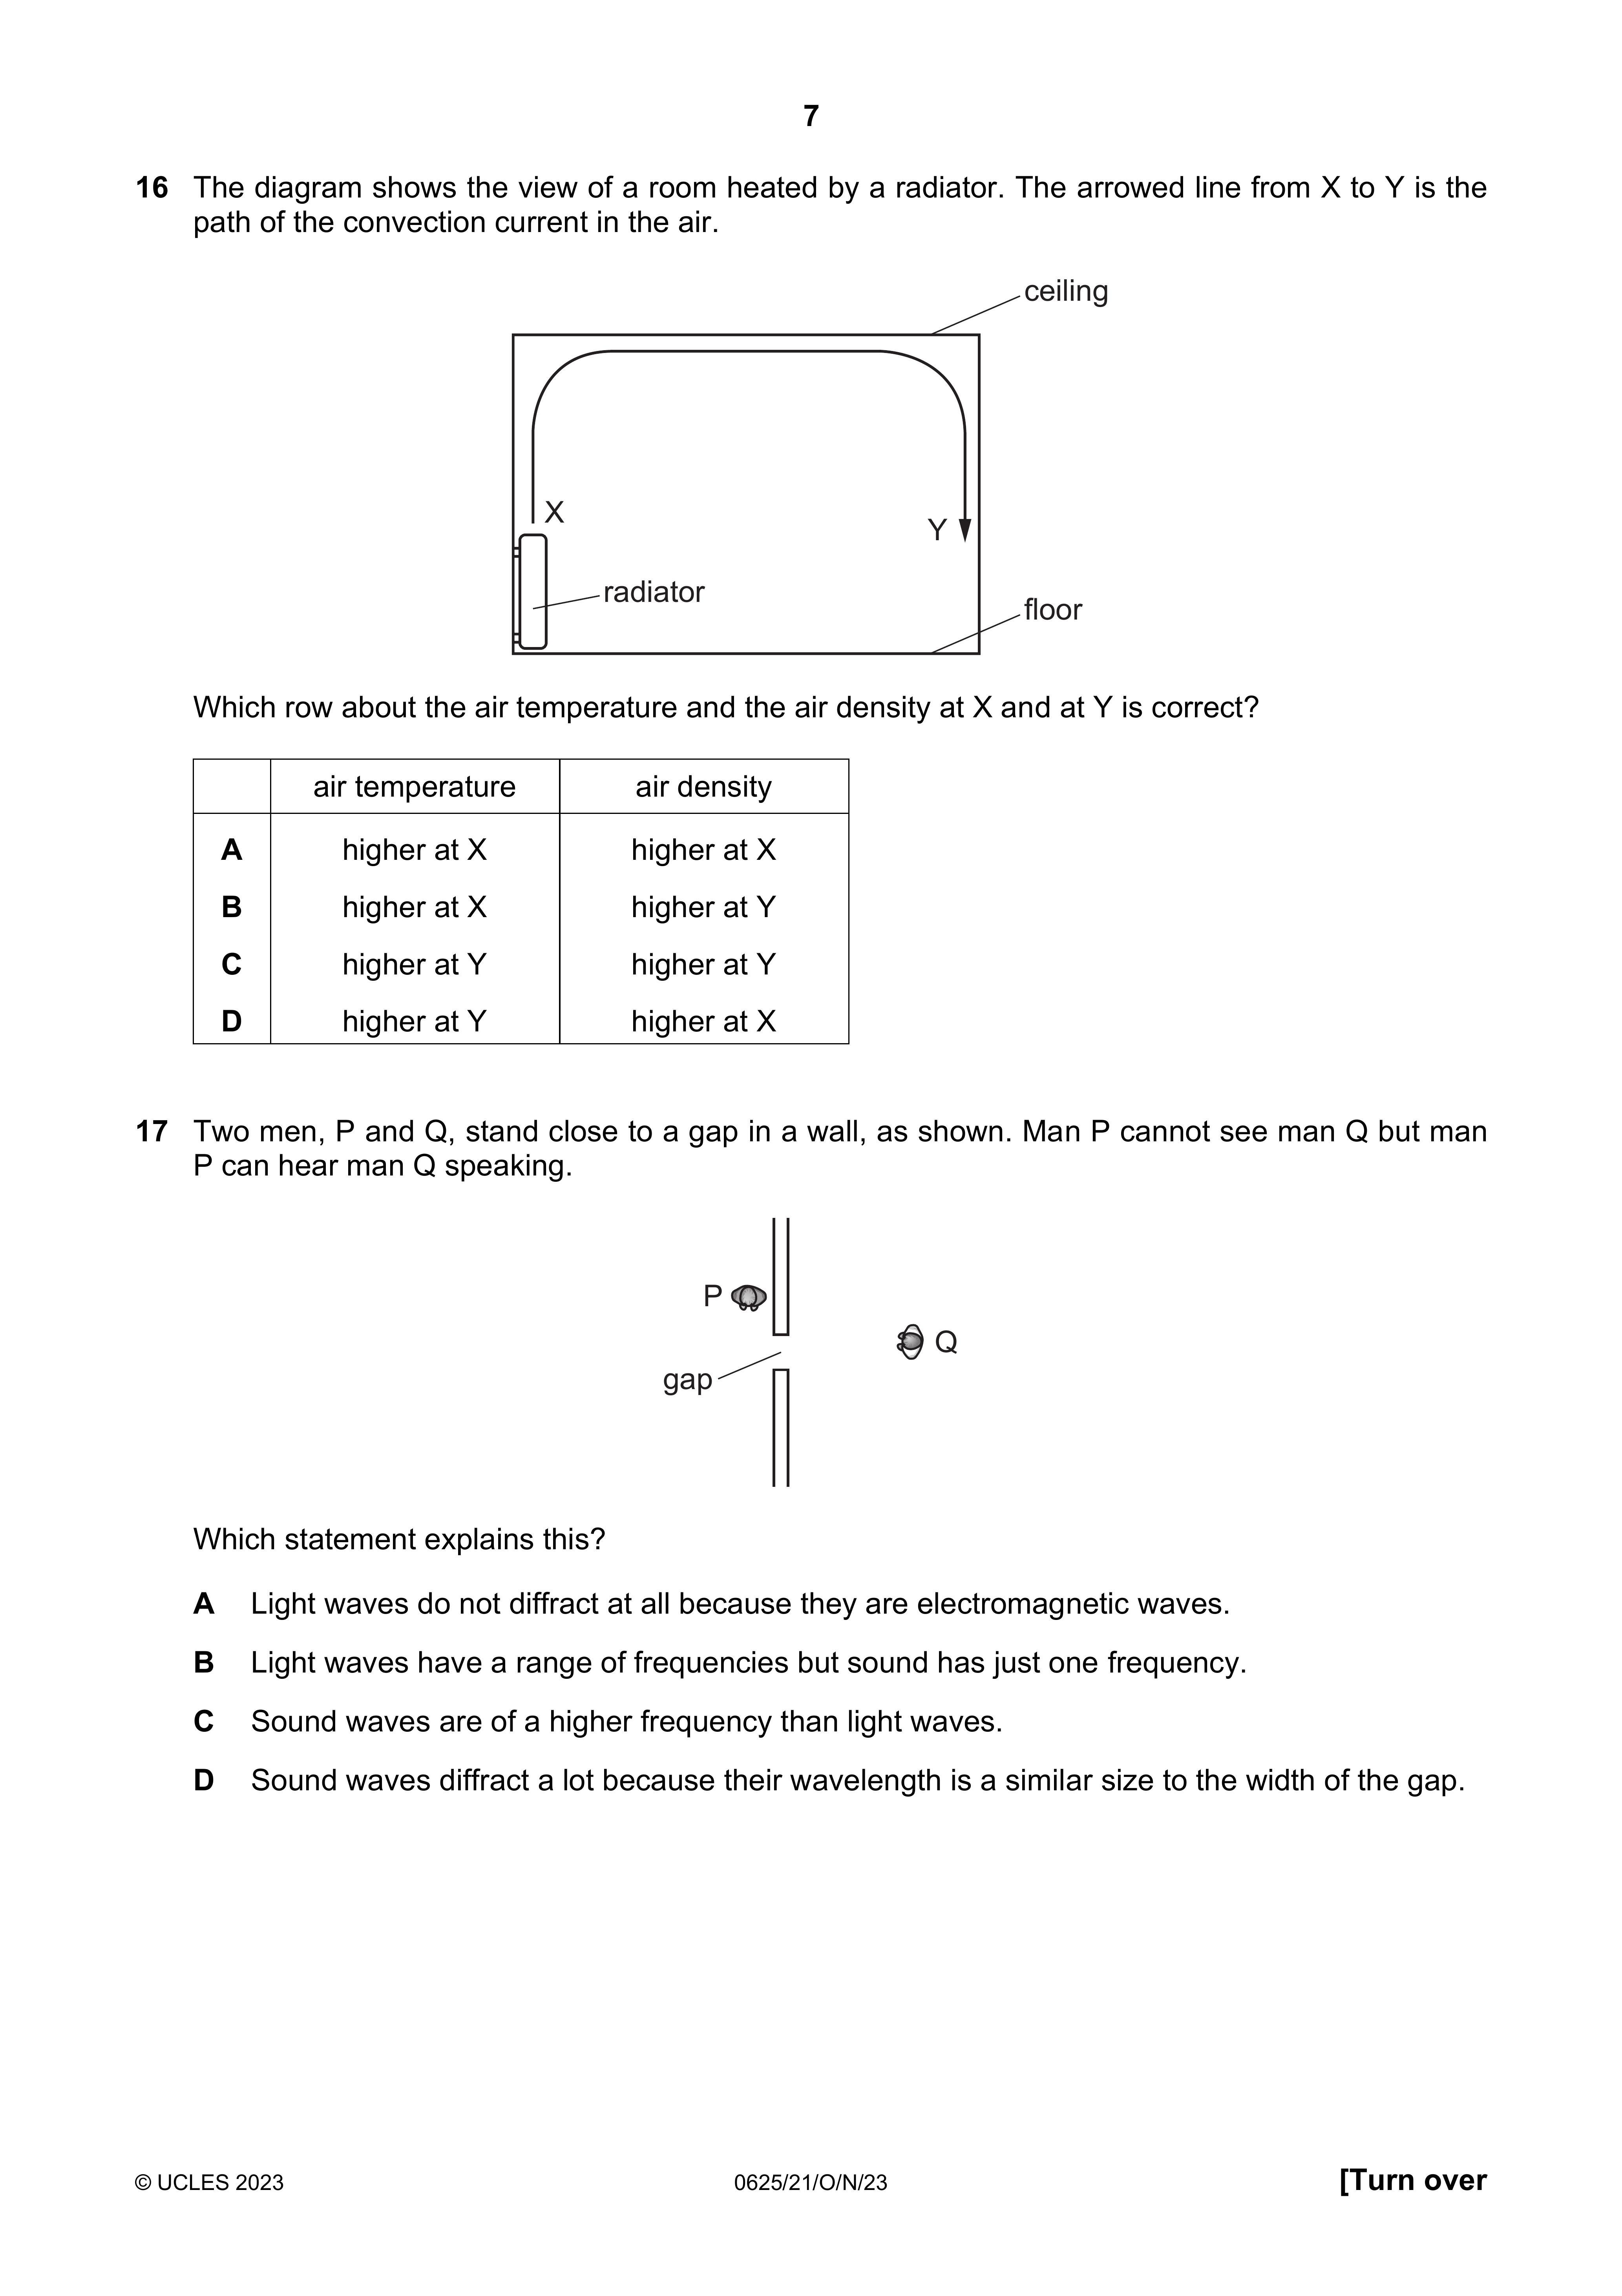 7
16 The diagram shows the view of a room heated by a radiator. The arrowed line from X to Y is the
path of the convection current in the air.
ceiling
X
Y
radiator
floor
Which row about the air temperature and the air density at X and at Y is correct?
air temperature air density
A higher at X higher at X
B higher at X higher at Y
C higher at Y higher at Y
D higher at Y higher at X
17 Two men, P and Q, stand close to a gap in a wall, as shown. Man P cannot see man Q but man
P can hear man Q speaking.
P
Q
gap
Which statement explains this?
A Light waves do not diffract at all because they are electromagnetic waves.
B Light waves have a range of frequencies but sound has just one frequency.
C Sound waves are of a higher frequency than light waves.
D Sound waves diffract a lot because their wavelength is a similar size to the width of the gap.
© UCLES 2023 0625/21/O/N/23 [Turn over